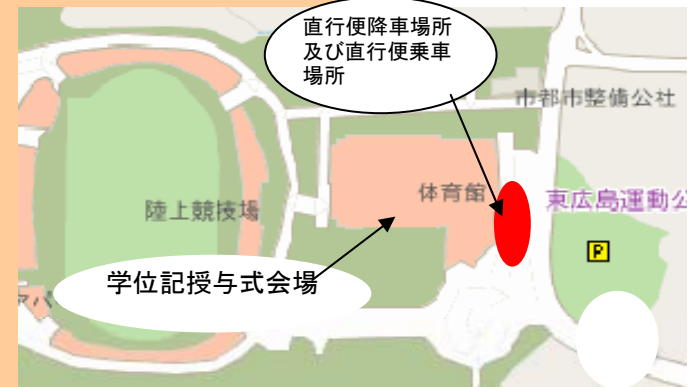 直行便降車場所
及び直行便乗車
場所
市都市整備公社
体育館
東広島運動公
陸上競技場
P
学位記授与式会場
アパ